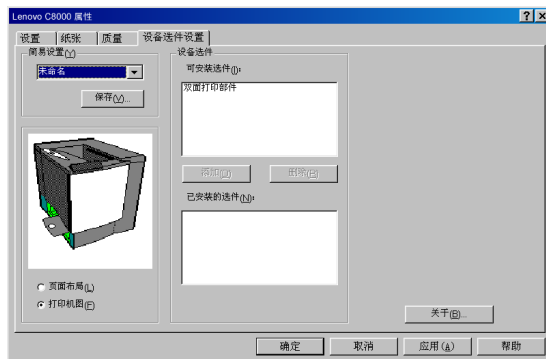 Lenovo C8000 属性
设置 纸张 质量 设备选件设置
简易设置(Y)
未命名
保存(V)...
页面布局(L)
打印机图(F)
设备选件
可安装选件(I):
双面打印部件
添加(D) 删除(R)
已安装的选件(N):
关于(B)...
确定 取消 应用(A) 帮助